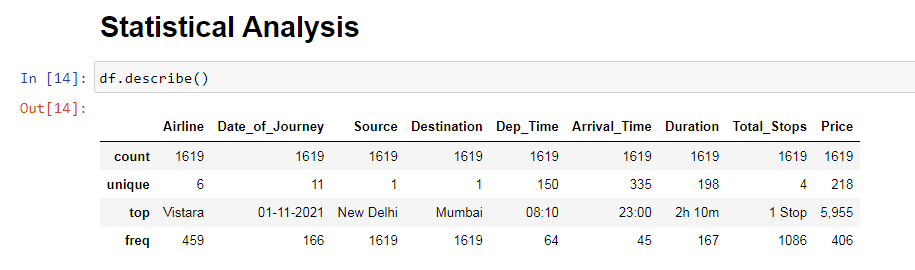 Statistical Analysis
In [14]: df.describe()
Out[14]:
Airline Date_of_Journey Source Destination Dep_Time Arrival_Time Duration Total_Stops Price
count 1619 1619 1619 1619 1619 1619 1619 1619 1619
unique 6 11 1 1 150 335 198 4 218
top Vistara 01-11-2021 New Delhi Mumbai 08:10 23:00 2h 10m 1 Stop 5,955
freq 459 166 1619 1619 64 45 167 1086 406